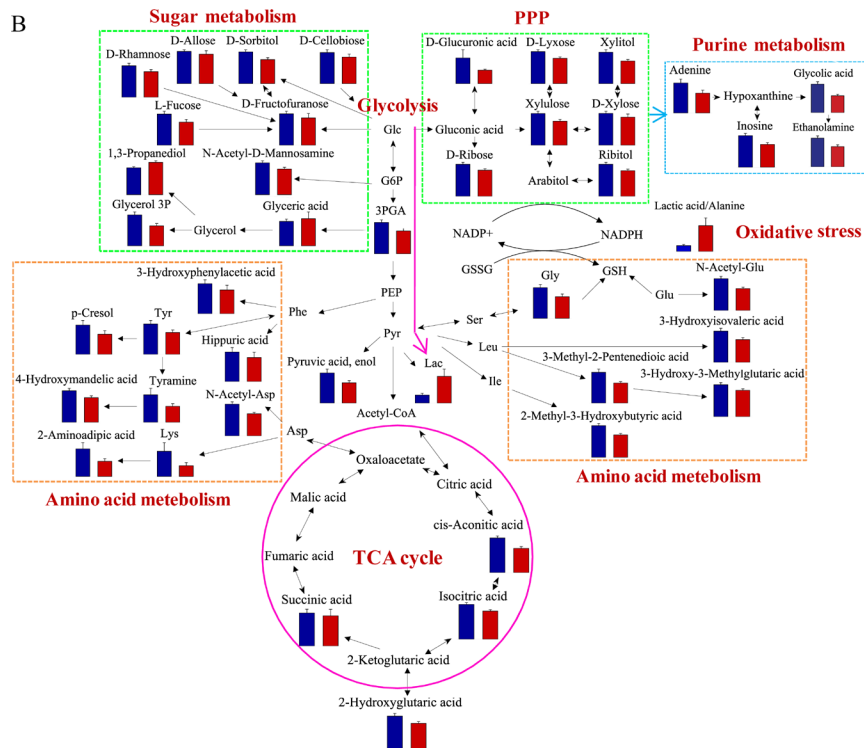 B
Sugar metabolism
PPP
D-Allose D-Sorbitol D-Cellobiose
D-Rhamnose
L-Fucose
D-Fructofuranose
1,3-Propanediol N-Acetyl-D-Mannosamine
Glycerol 3P
Glycerol
Glyceric acid
Glycolysis
Glc
G6P
3PGA
PEP
Pyr
D-Glucuronic acid D-Lyxose Xylitol
Xylulose D-Xylose
Gluconic acid
D-Ribose
Ribitol
Arabitol
Purine metabolism
Adenine
Glycolic acid
Hypoxanthine
Inosine
Ethanolamine
Lactic acid/Alanine
Oxidative stress
NADP+
NADPH
GSSG
GSH
3-Hydroxyphenylacetic acid
p-Cresol Tyr
Phe
Hippuric acid
4-Hydroxymandelic acid Tyramine
N-Acetyl-Asp
2-Aminoadipic acid Lys
Asp
Amino acid metebolism
Pyruvic acid, enol
Lac
Acetyl-CoA
Gly
N-Acetyl-Glu
Glu
Ser
3-Hydroxyisovaleric acid
Leu
3-Methyl-2-Pentenedioic acid
3-Hydroxy-3-Methylglutaric acid
Ile
2-Methyl-3-Hydroxybutyric acid
Amino acid metebolism
Oxaloacetate
Citric acid
Malic acid
cis-Aconitic acid
TCA cycle
Fumaric acid
Succinic acid
Isocitric acid
2-Ketoglutaric acid
2-Hydroxyglutaric acid